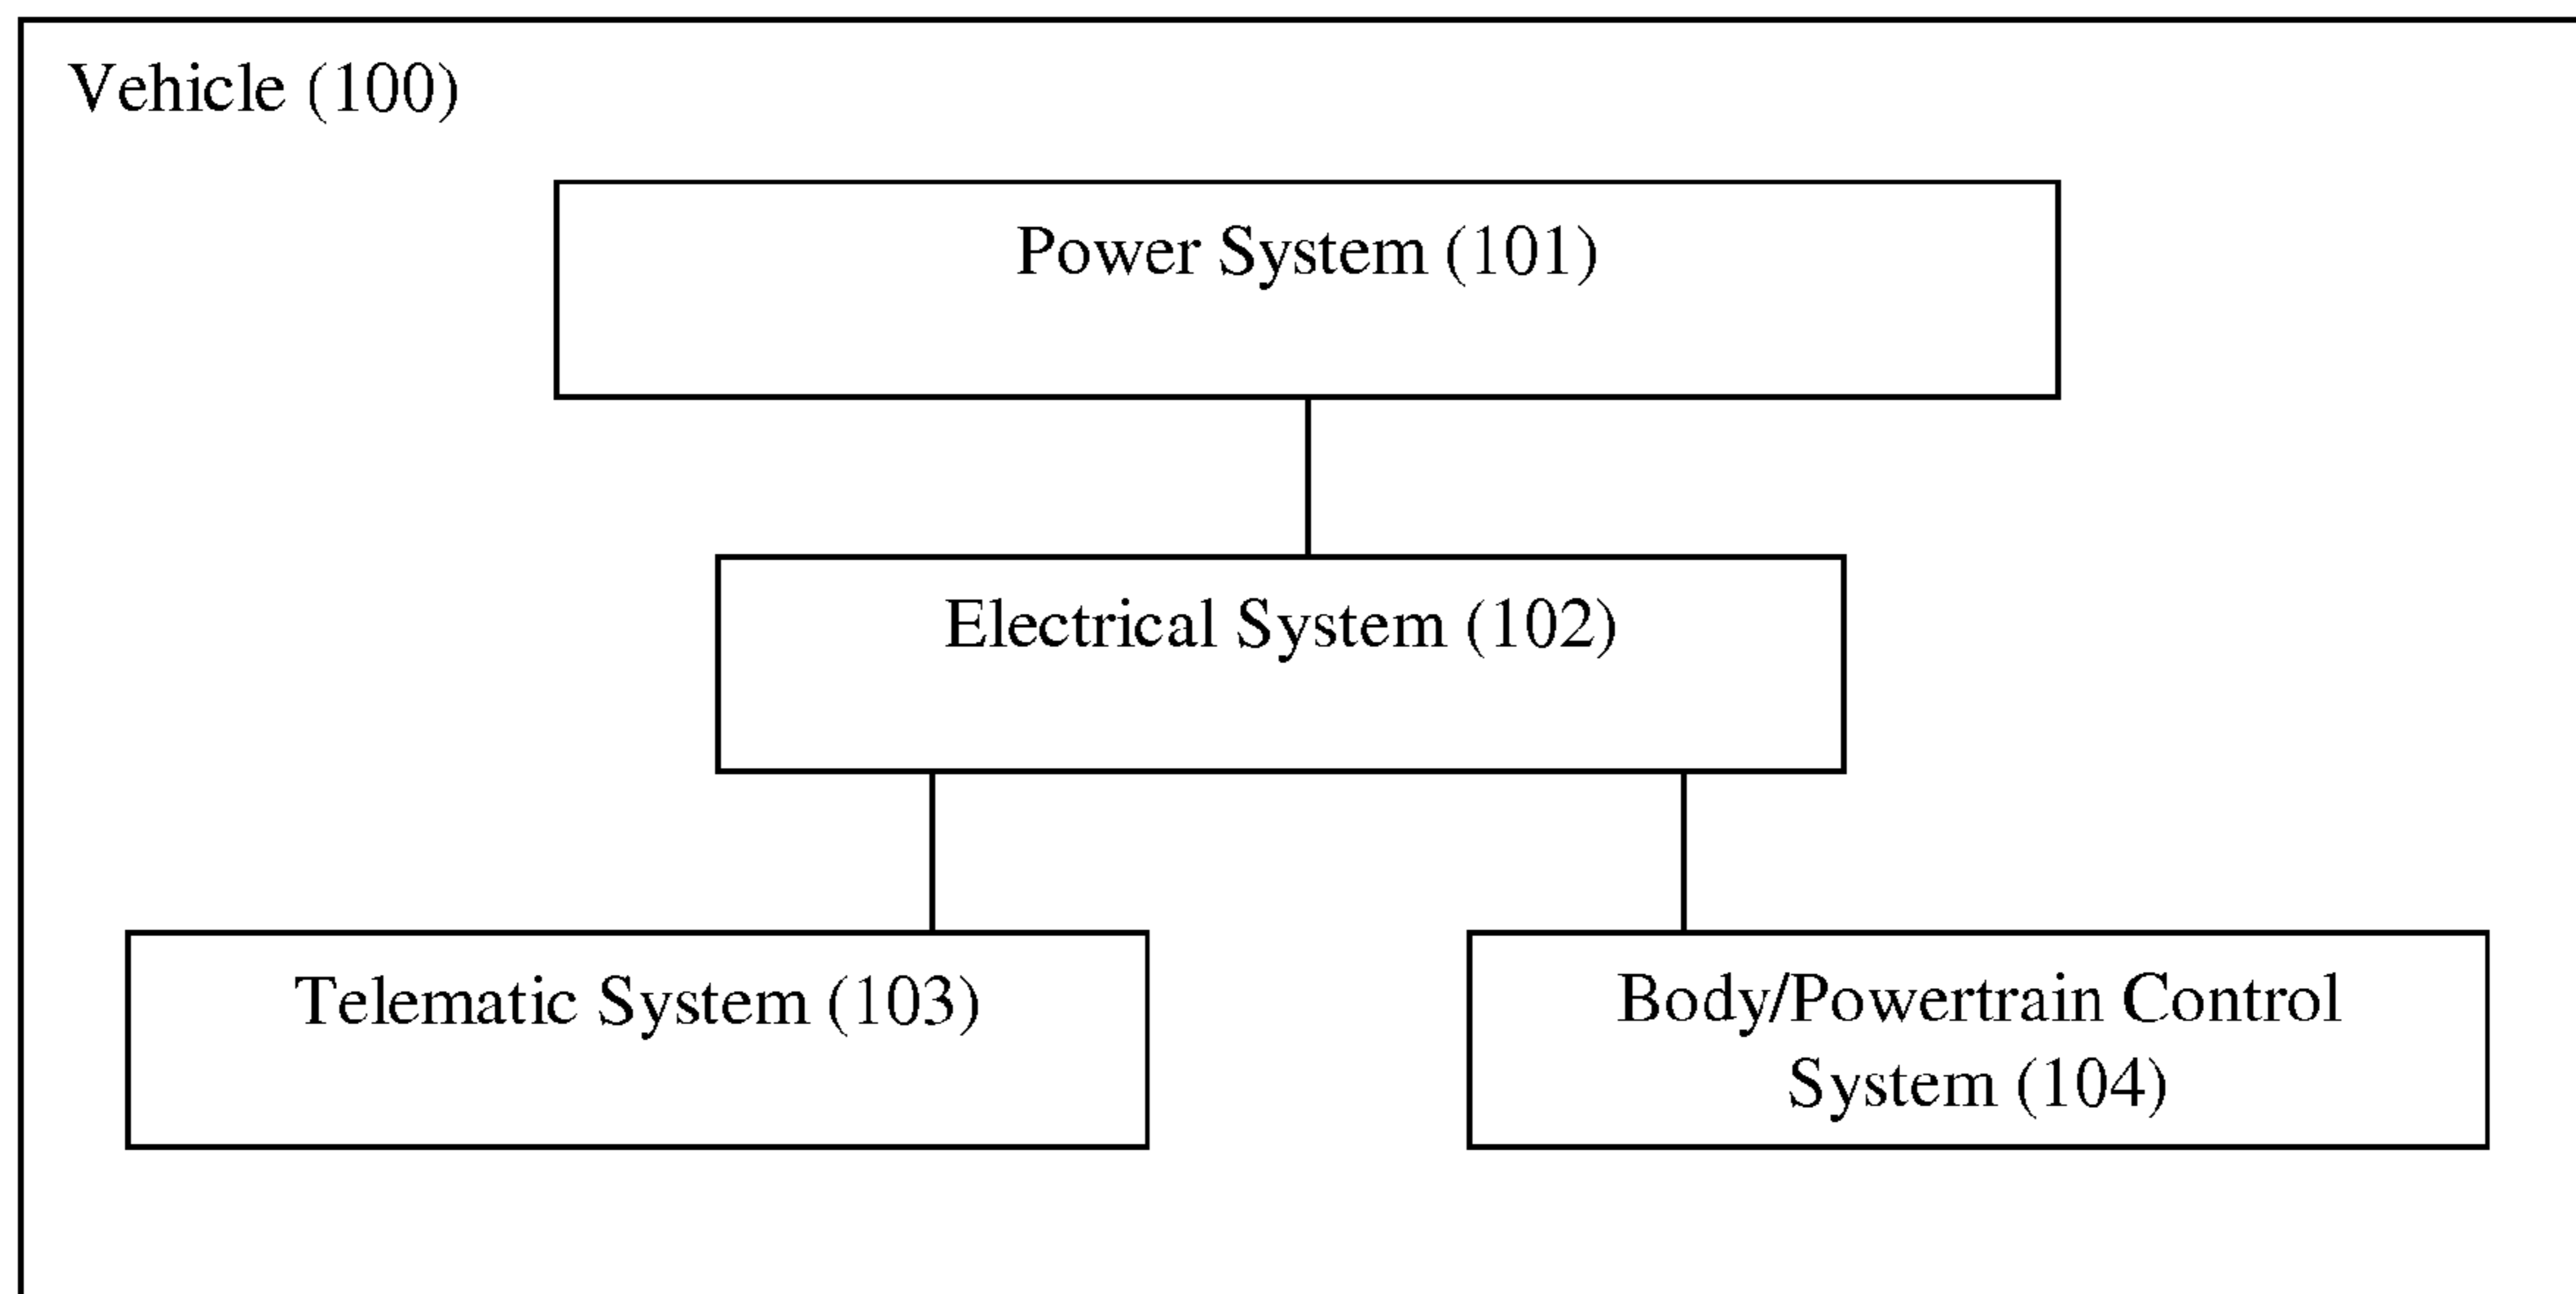 Vehicle (100)
Power System (101)
Electrical System (102)
Telematic System (103)
Body/Powertrain Control
System (104)